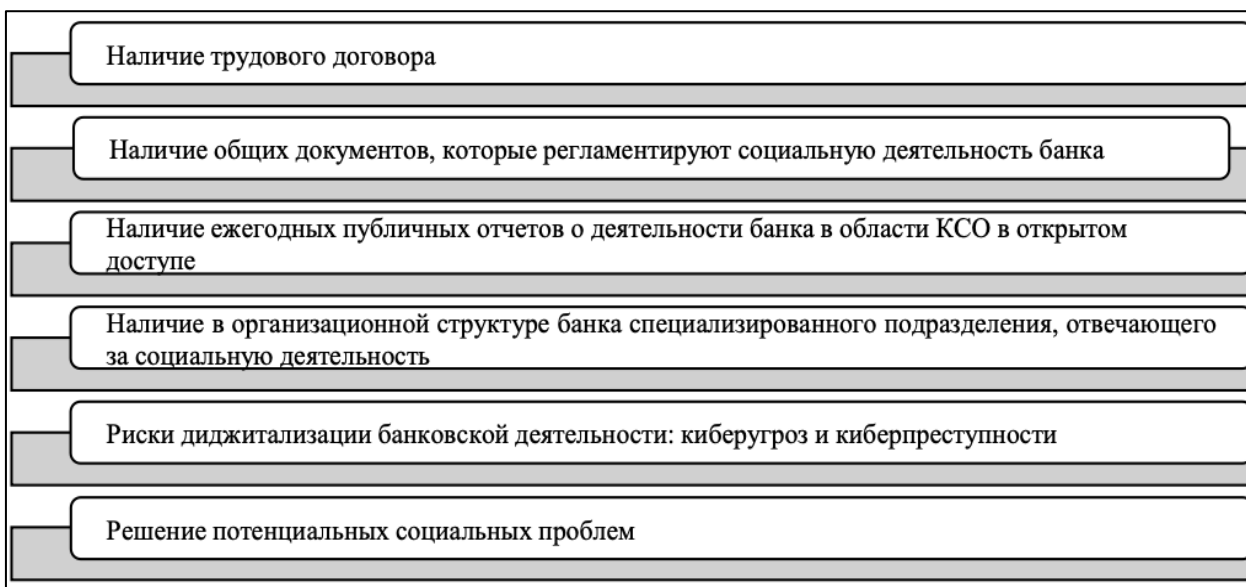 Наличие трудового договора
Наличие общих документов, которые регламентируют социальную деятельность банка
Наличие ежегодных публичных отчетов о деятельности банка в области КСО в открытом
доступе
Наличие в организационной структуре банка специализированного подразделения, отвечающего
за социальную деятельность
Риски диджитализации банковской деятельности: киберугроз и киберпреступности
Решение потенциальных социальных проблем